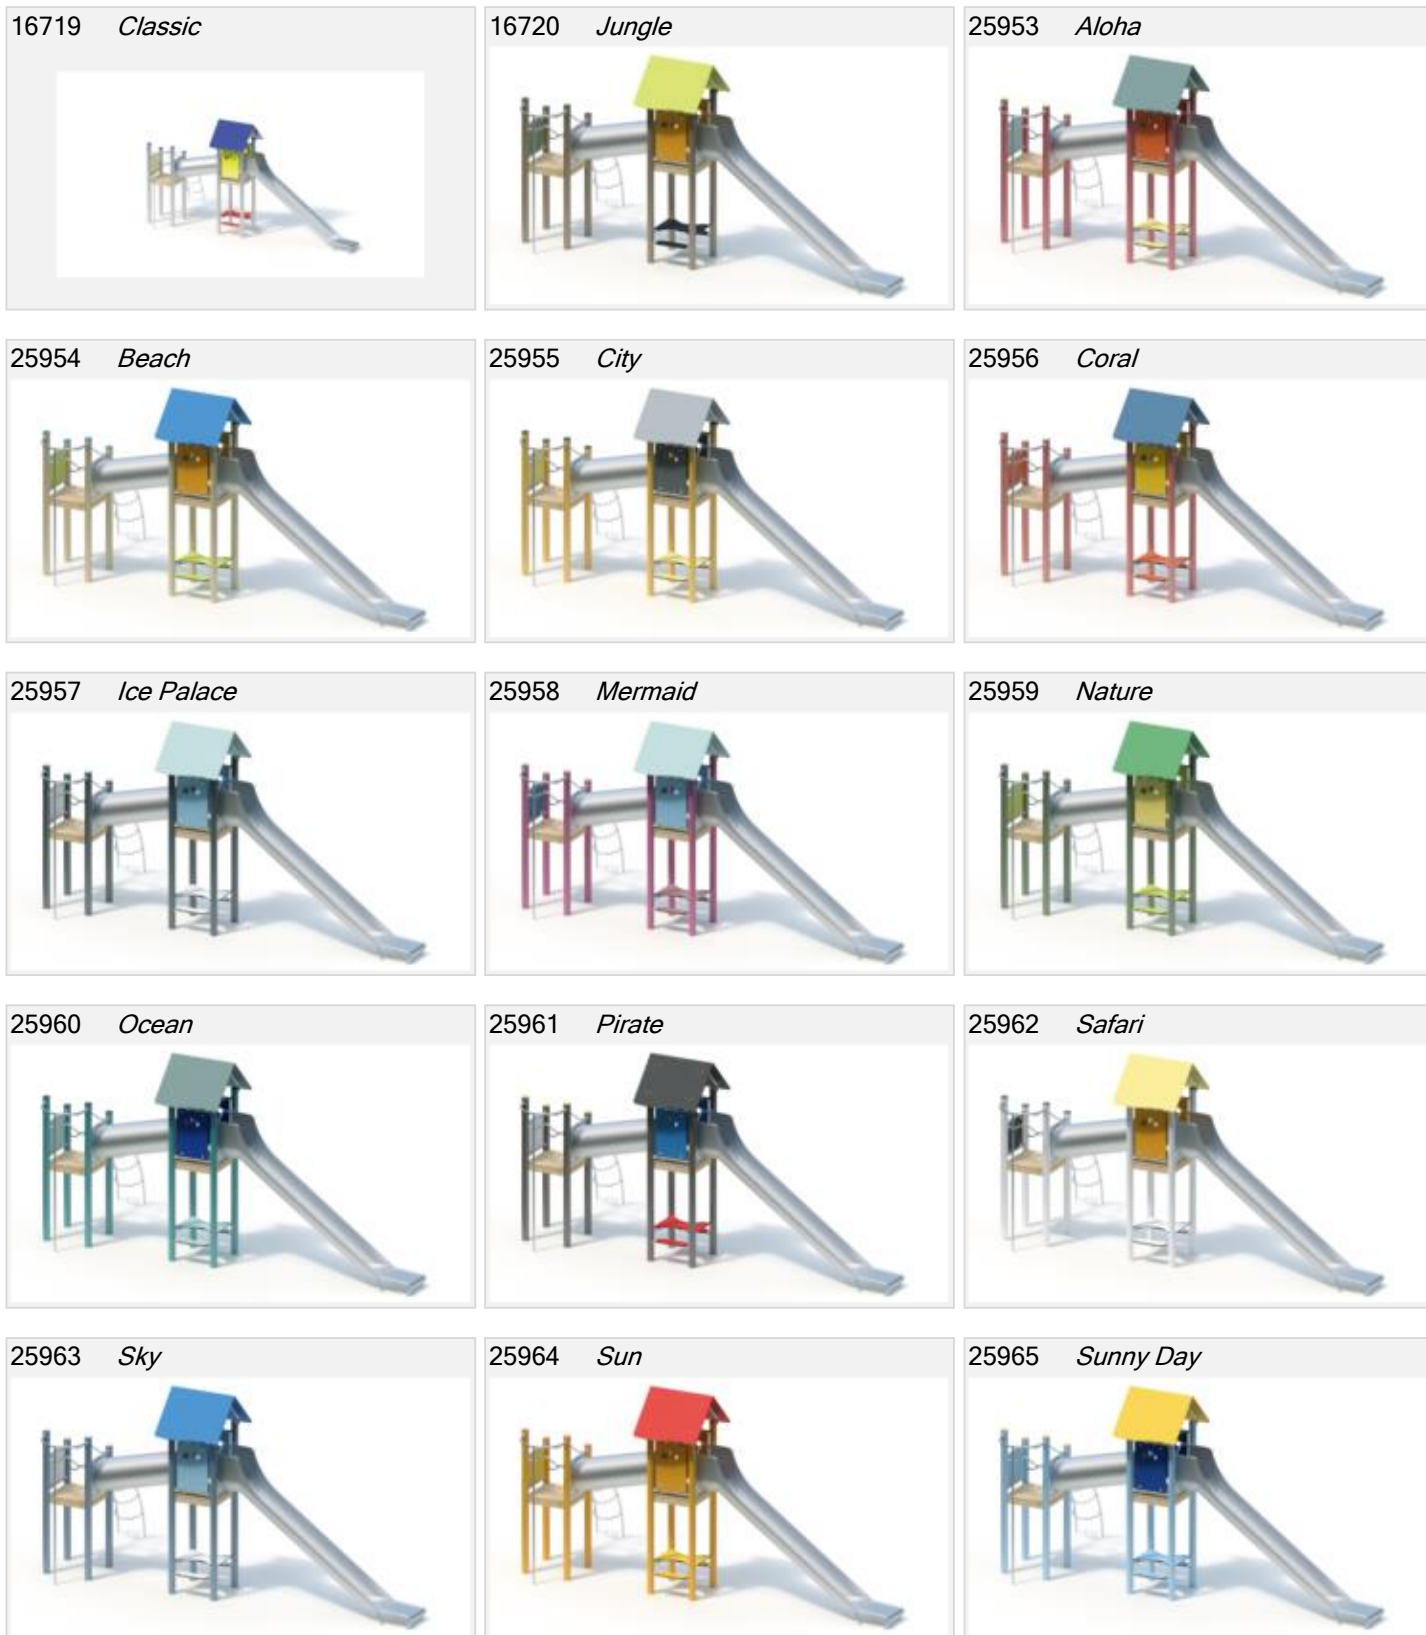 16719 Classic
16720 Jungle
25953 Aloha
25954 Beach
25955 City
25956 Coral
25957 Ice Palace
25958 Mermaid
25959 Nature
25960 Ocean
25961 Pirate
25962 Safari
25963 Sky
25964 Sun
25965 Sunny Day